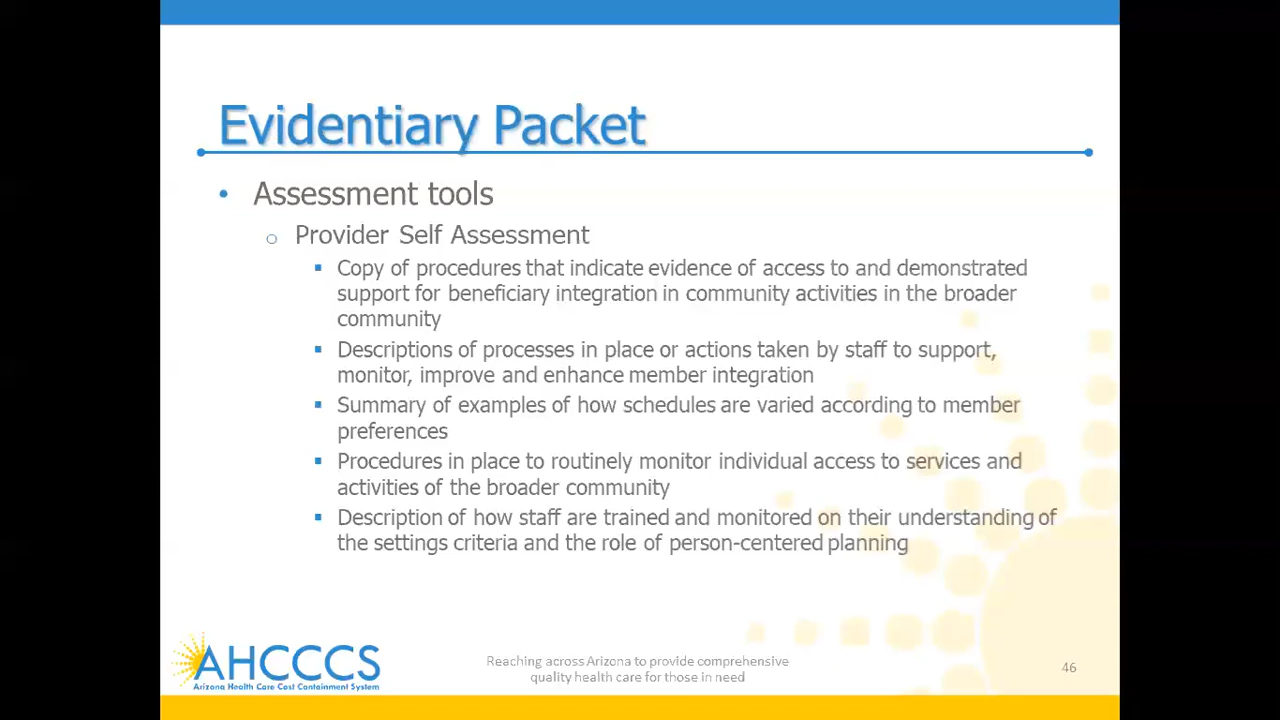 Evidentiary Packet
• Assessment tools
o Provider Self Assessment
▪ Copy of procedures that indicate evidence of access to and demonstrated
support for beneficiary integration in community activities in the broader
community
▪ Descriptions of processes in place or actions taken by staff to support,
monitor, improve and enhance member integration
▪ Summary of examples of how schedules are varied according to member
preferences
▪ Procedures in place to routinely monitor individual access to services and
activities of the broader community
▪ Description of how staff are trained and monitored on their understanding of
the settings criteria and the role of person-centered planning
AHCCCS
Arizona Health Care Cost Containment System
Reaching across Arizona to provide comprehensive
quality health care for those in need
46